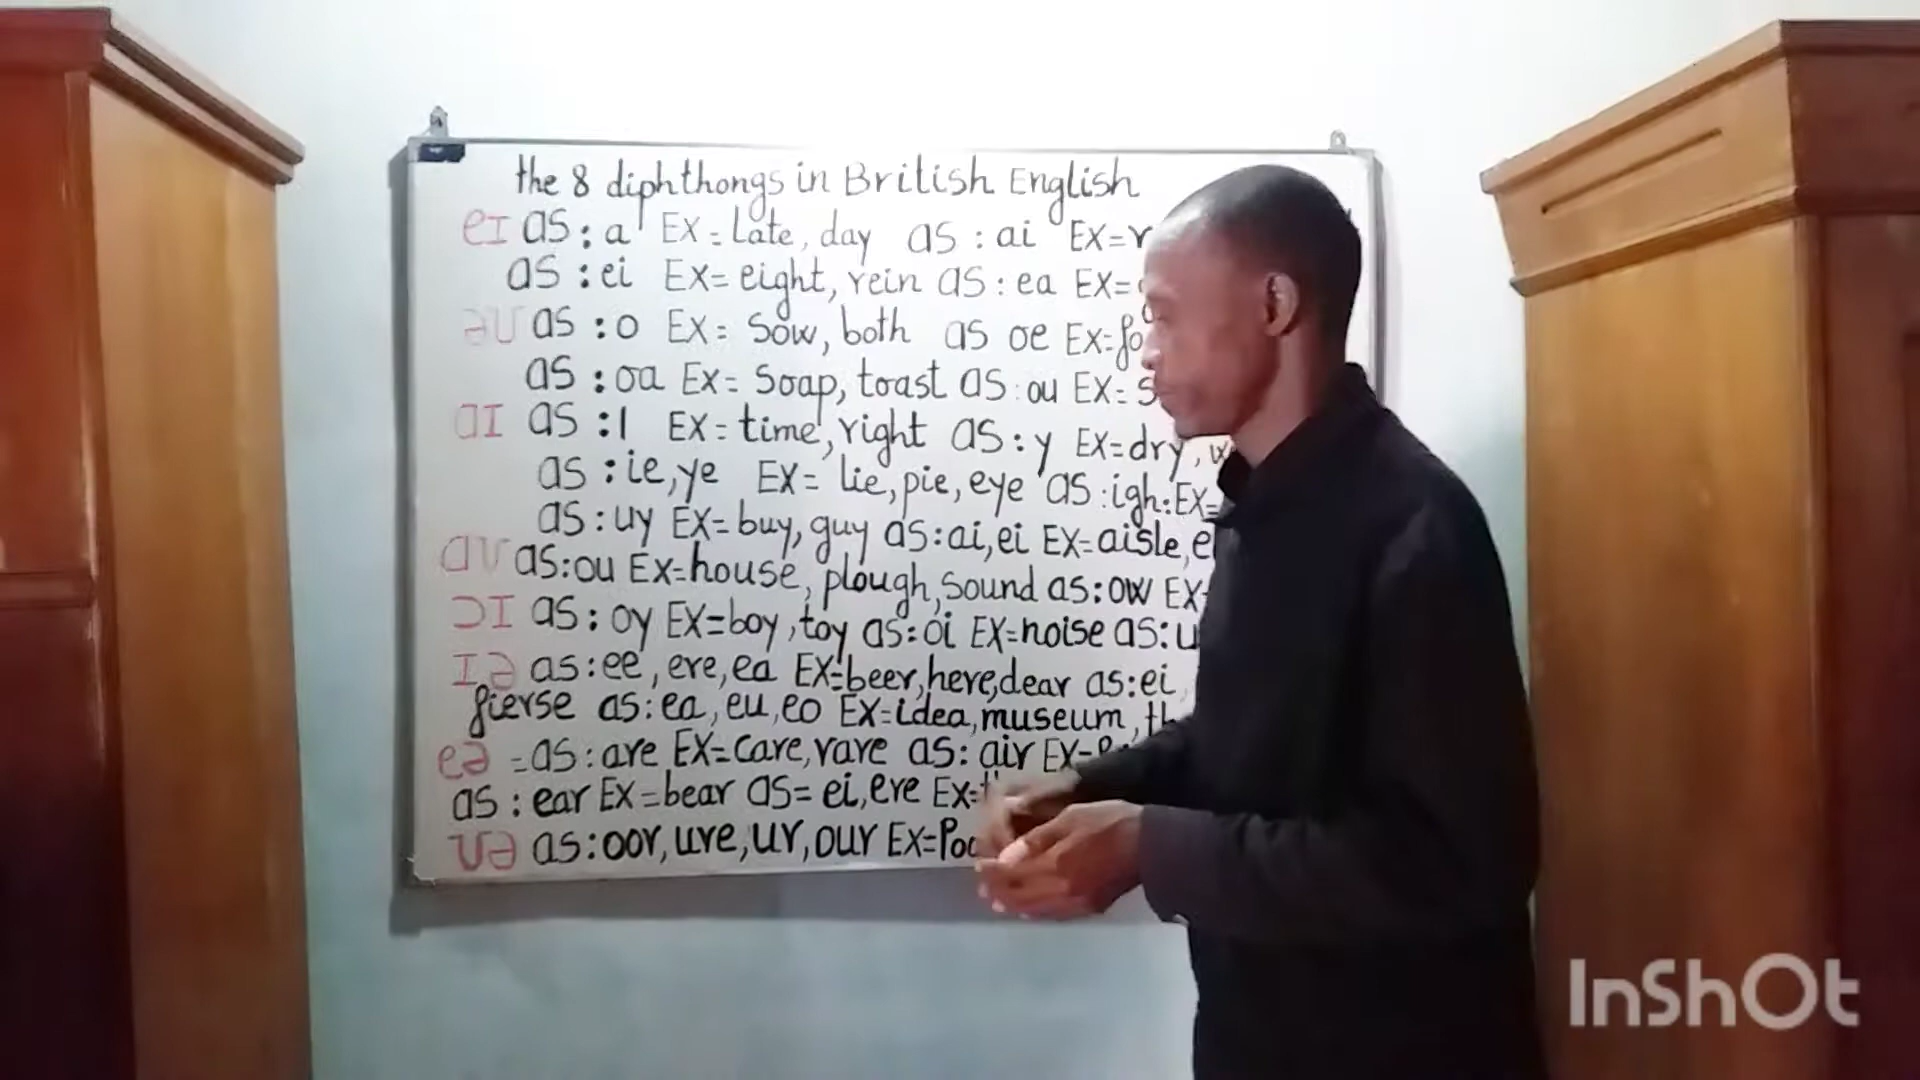 the 8 diphthongs in British English
eɪ as : a Ex = Late, day as : ai Ex=
as : ei Ex= eight, rein as : ea Ex=
əʊ as : o Ex= Sow, both as oe Ex=
as : oa Ex= Soap, toast as : ou Ex=
aɪ as : I Ex = time, right as : y Ex=dry,
as : ie, ye Ex= lie, pie, eye as : igh: Ex=
as : uy Ex= buy, guy as : ai, ei Ex= aisle,
aʊ as : ou Ex=house, plough, sound as : ow Ex
ɔɪ as : oy Ex=boy, toy as : oi Ex=noise as :
ɪə as : ee, ere, ea Ex=beer, here, dear as : ei,
fierse as : ea, eu, eo Ex=idea, museum,
eə = as : are Ex=care, rare as : air Ex=
as : ear Ex =bear as= ei, ere Ex=
ʊə as : oor, ure, ur, our Ex=
InShOt